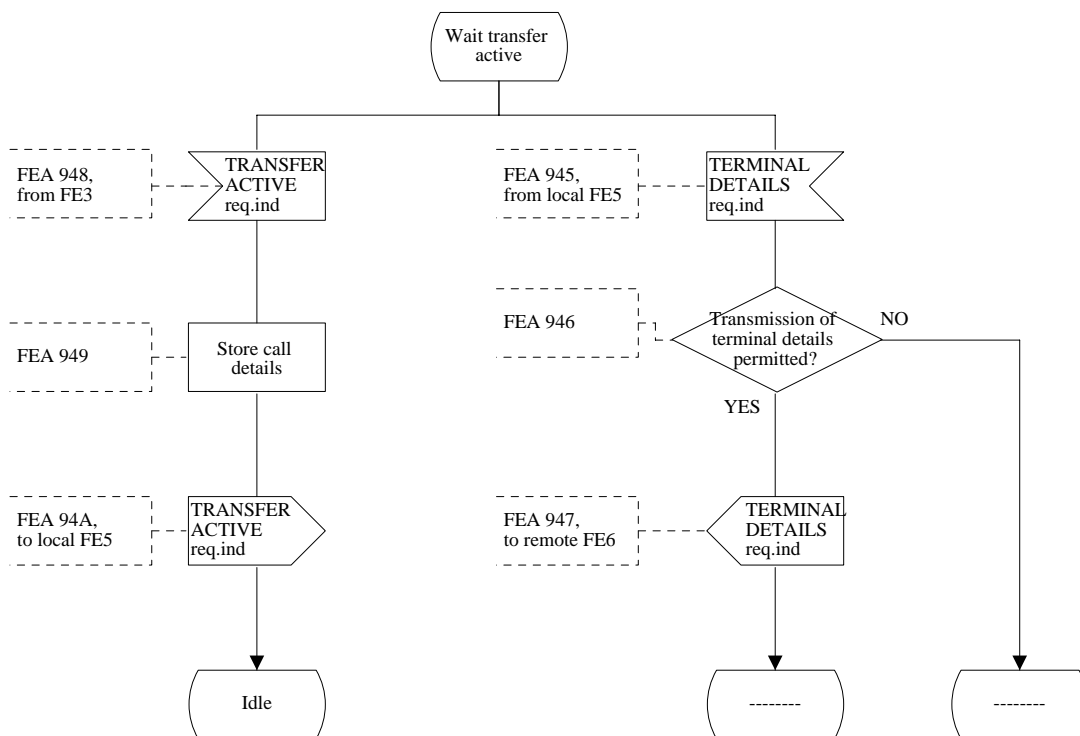 Wait transfer
active
FEA 948,
from FE3
TRANSFER
ACTIVE
req.ind
FEA 945,
from local FE5
TERMINAL
DETAILS
req.ind
FEA 949
Store call
details
FEA 946
Transmission of
terminal details
permitted?
NO
YES
FEA 94A,
to local FE5
TRANSFER
ACTIVE
req.ind
FEA 947,
to remote FE6
TERMINAL
DETAILS
req.ind
Idle
--------
--------